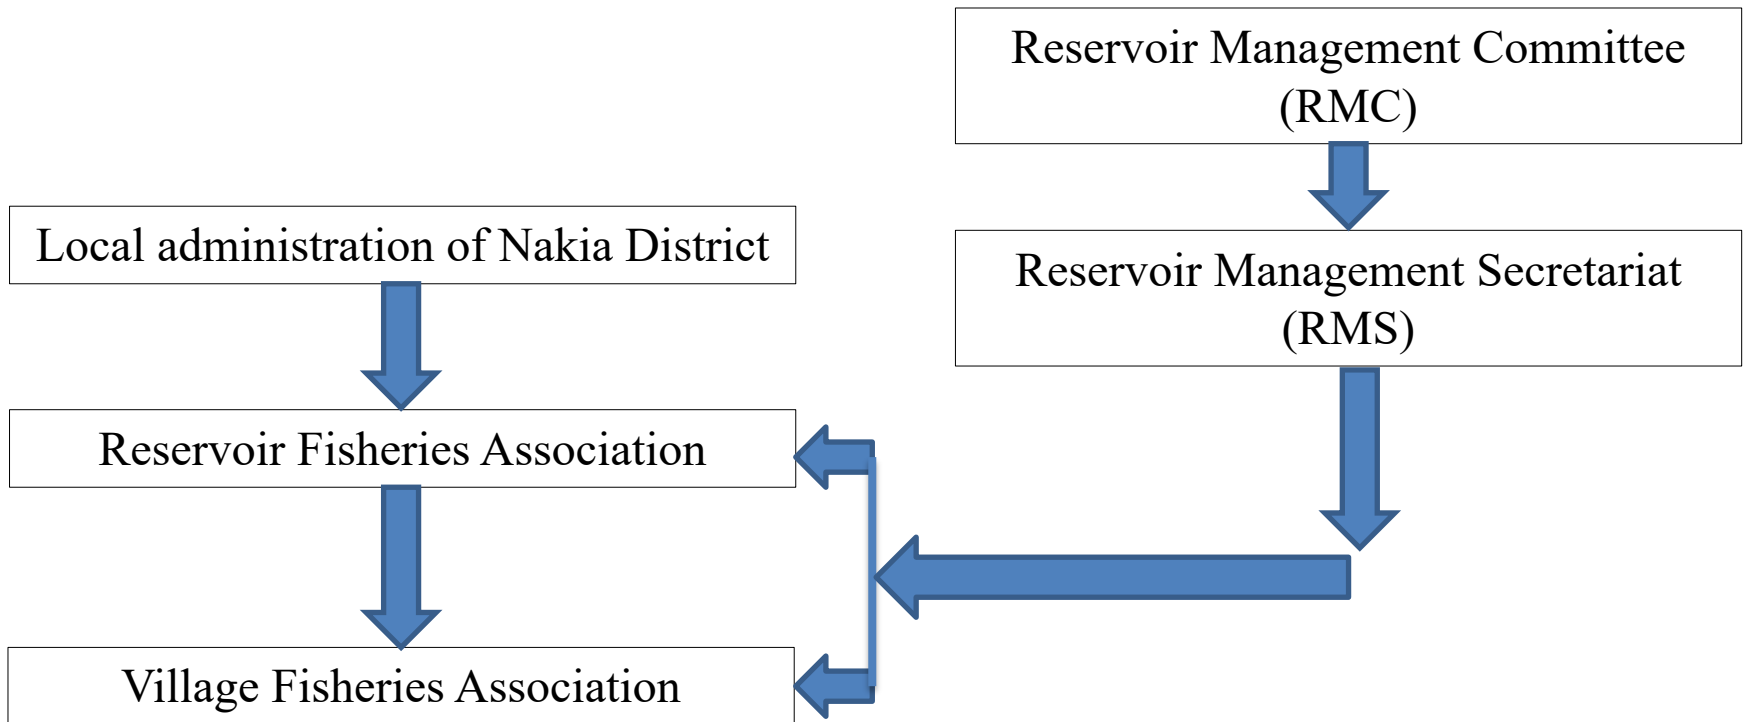 Reservoir Management Committee
(RMC)
Local administration of Nakia District
Reservoir Management Secretariat
(RMS)
Reservoir Fisheries Association
Village Fisheries Association